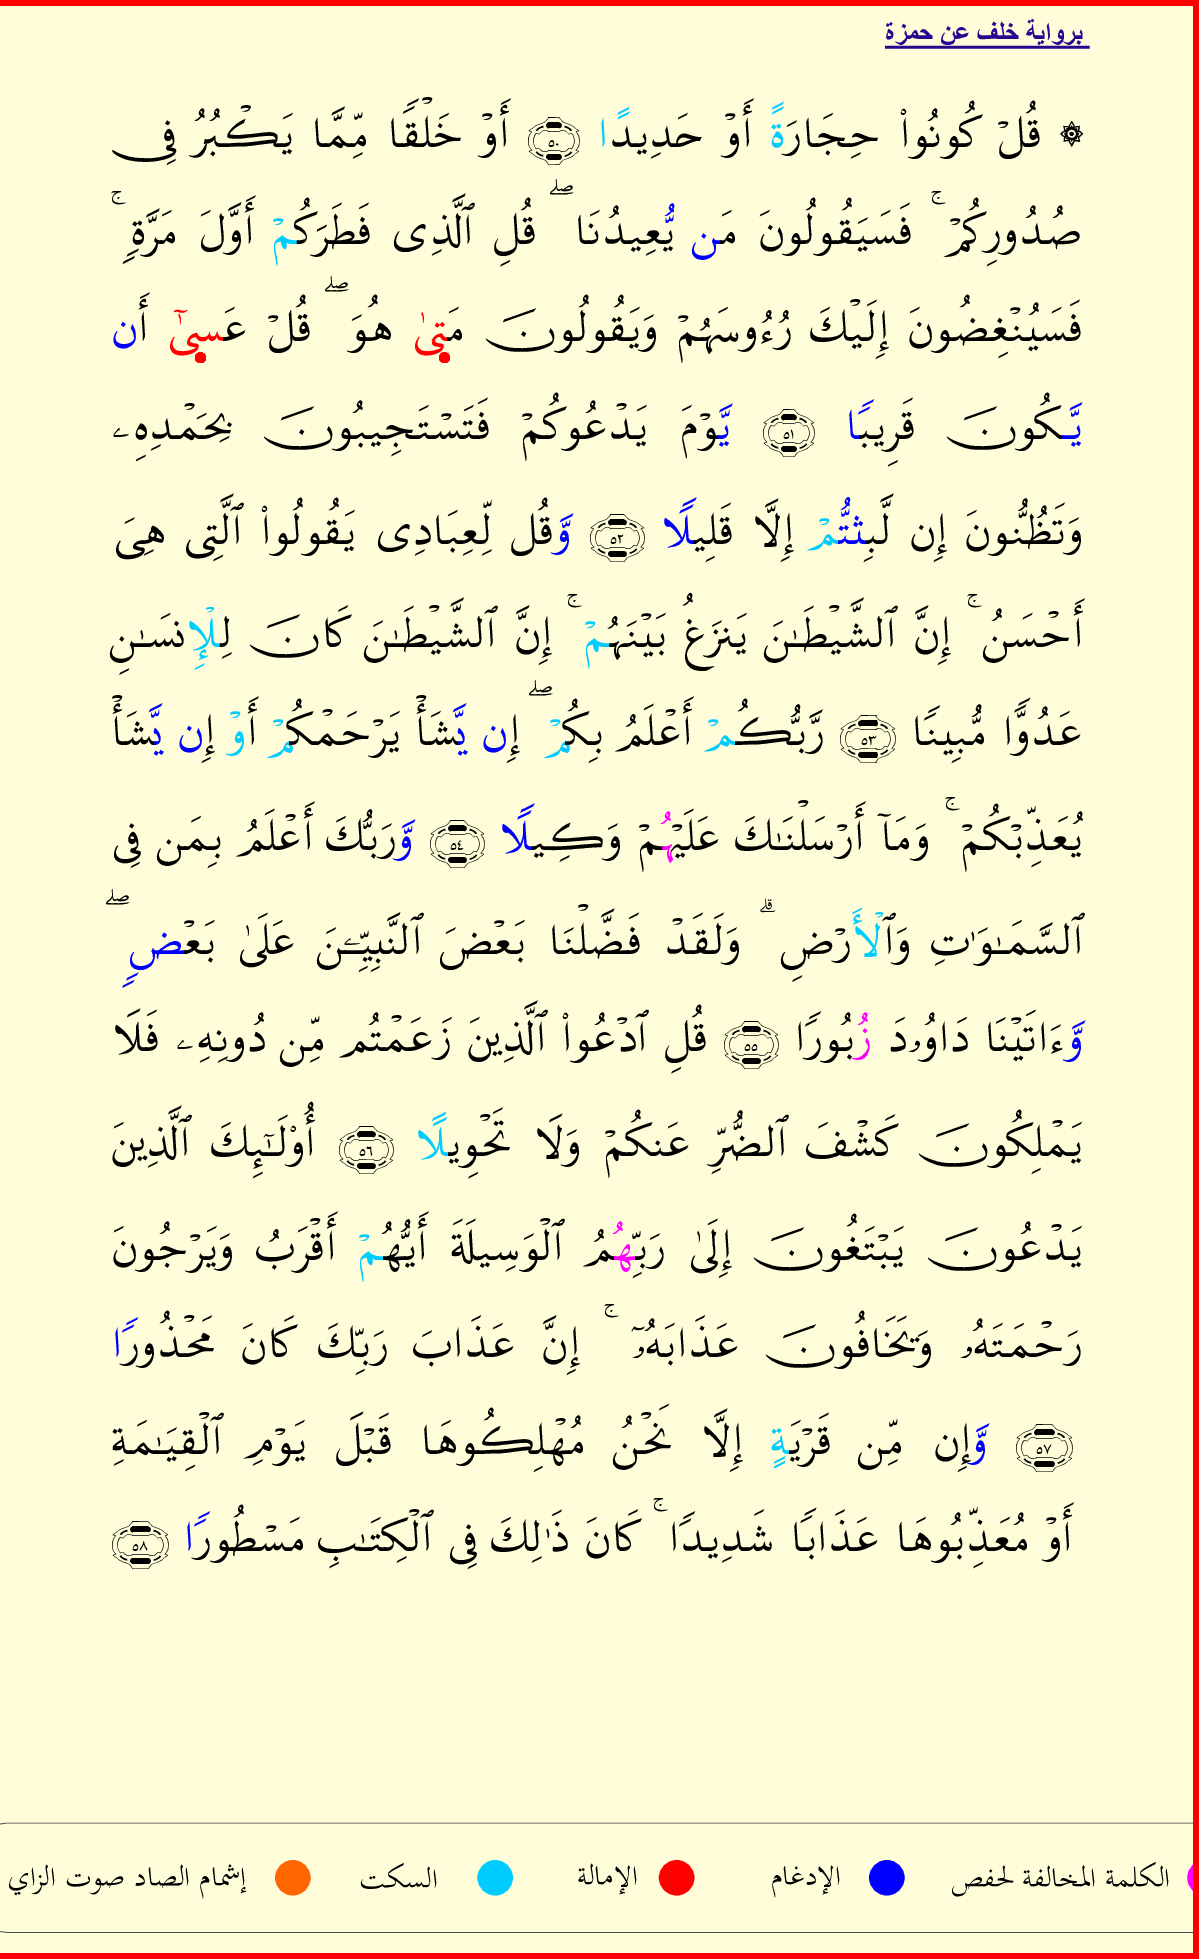 برواية خلف عن حمزة
۞ قُلۡ كُونُواْ حِجَارَةً أَوۡ حَدِيدًا ٥٠ أَوۡ خَلۡقٗا مِّمَّا يَكۡبُرُ فِي
صُدُورِكُمۡۚ فَسَيَقُولُونَ مَن يُّعِيدُنَاۖ قُلِ ٱلَّذِي فَطَرَكُمۡ أَوَّلَ مَرَّةٖۚ
فَسَيُنۡغِضُونَ إِلَيۡكَ رُءُوسَهُمۡ وَيَقُولُونَ مَتىٰ هُوَۖ قُلۡ عَسىٰٓ أَن
يَّكُونَ قَرِيبٗا ٥١ يَّوۡمَ يَدۡعُوكُمۡ فَتَسۡتَجِيبُونَ بِحَمۡدِهِۦ
وَتَظُنُّونَ إِن لَّبِثتُّمۡ إِلَّا قَلِيلٗا ٥٢ وَّقُل لِّعِبَادِي يَقُولُواْ ٱلَّتِي هِيَ
أَحۡسَنُۚ إِنَّ ٱلشَّيۡطَٰنَ يَنزَغُ بَيۡنَهُمۡۚ إِنَّ ٱلشَّيۡطَٰنَ كَانَ لِلۡإِنسَٰنِ
عَدُوّٗا مُّبِينٗا ٥٣ رَّبُّكُمۡ أَعۡلَمُ بِكُمۡۖ إِن يَّشَأۡ يَرۡحَمۡكُمۡ أَوۡ إِن يَّشَأۡ
يُعَذِّبۡكُمۡۚ وَمَآ أَرۡسَلۡنَٰكَ عَلَيۡهُمۡ وَكِيلٗا ٥٤ وَّرَبُّكَ أَعۡلَمُ بِمَن فِي
ٱلسَّمَٰوَٰتِ وَٱلۡأَرۡضِۗ وَلَقَدۡ فَضَّلۡنَا بَعۡضَ ٱلنَّبِيِّـۧنَ عَلَىٰ بَعۡضٖۖ
وَّءَاتَيۡنَا دَاوُۥدَ زُبُورٗا ٥٥ قُلِ ٱدۡعُواْ ٱلَّذِينَ زَعَمۡتُم مِّن دُونِهِۦ فَلَا
يَمۡلِكُونَ كَشۡفَ ٱلضُّرِّ عَنكُمۡ وَلَا تَحۡوِيلًا ٥٦ أُوْلَٰٓئِكَ ٱلَّذِينَ
يَدۡعُونَ يَبۡتَغُونَ إِلَىٰ رَبِّهُمُ ٱلۡوَسِيلَةَ أَيُّهُمۡ أَقۡرَبُ وَيَرۡجُونَ
رَحۡمَتَهُۥ وَيَخَافُونَ عَذَابَهُۥٓۚ إِنَّ عَذَابَ رَبِّكَ كَانَ مَحۡذُورٗا
٥٧ وَّإِن مِّن قَرۡيَةٍ إِلَّا نَحۡنُ مُهۡلِكُوهَا قَبۡلَ يَوۡمِ ٱلۡقِيَٰمَةِ
أَوۡ مُعَذِّبُوهَا عَذَابٗا شَدِيدٗاۚ كَانَ ذَٰلِكَ فِي ٱلۡكِتَٰبِ مَسۡطُورٗا ٥٨
الكلمة المخالفة لحفص الإدغام الإمالة السكت إشمام الصاد صوت الزاي